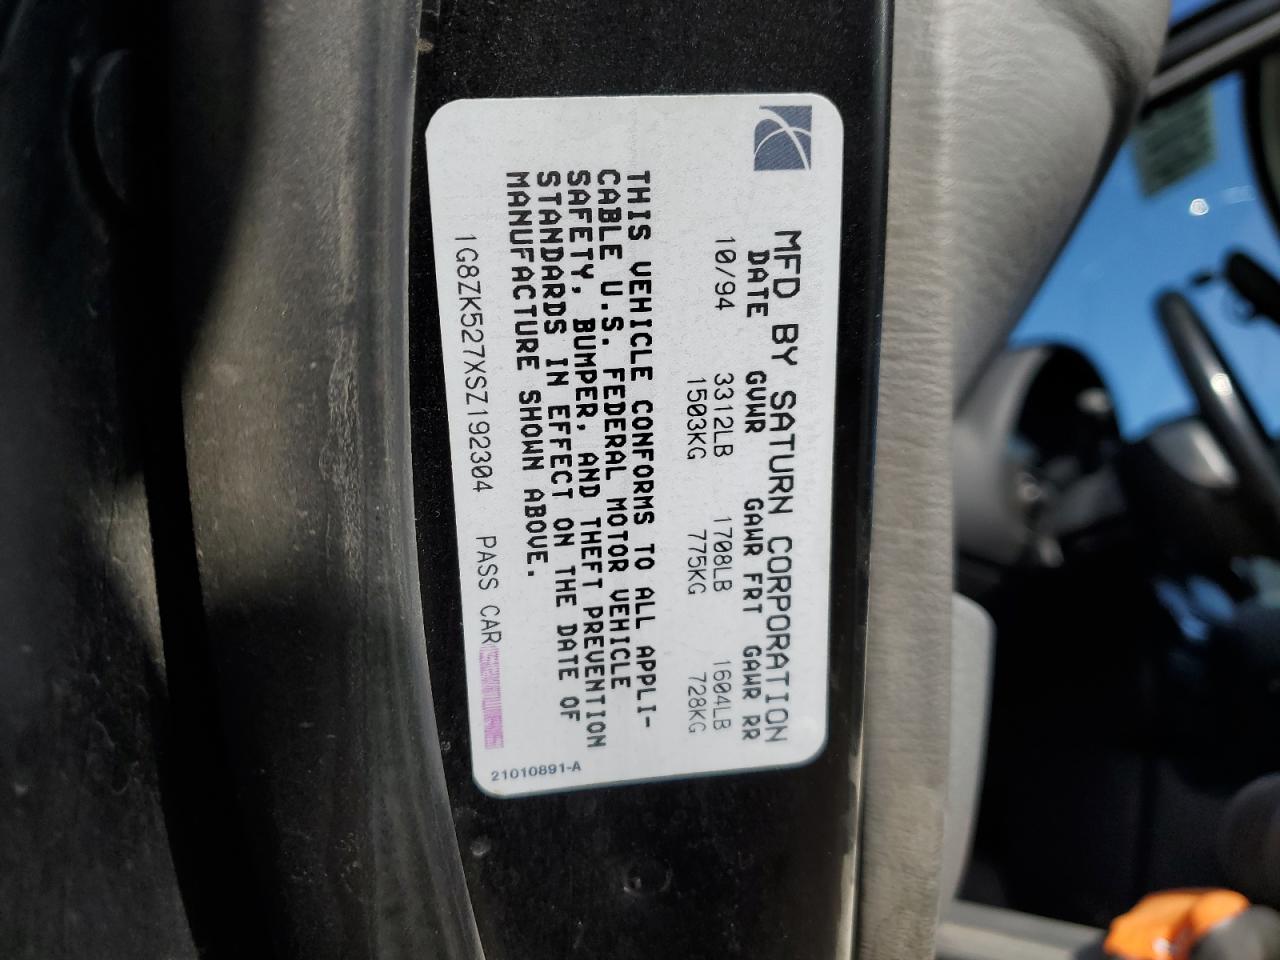 MFD BY SATURN CORPORATION
DATE GVWR GAWR FRT GAWR RR
10/94 3312LB 1708LB 1604LB
1503KG 775KG 728KG
THIS VEHICLE CONFORMS TO ALL APPLI-
CABLE U.S. FEDERAL MOTOR VEHICLE
SAFETY, BUMPER, AND THEFT PREVENTION
STANDARDS IN EFFECT ON THE DATE OF
MANUFACTURE SHOWN ABOVE.
1G8ZK527XSZ192304 PASS CAR
21010891-A